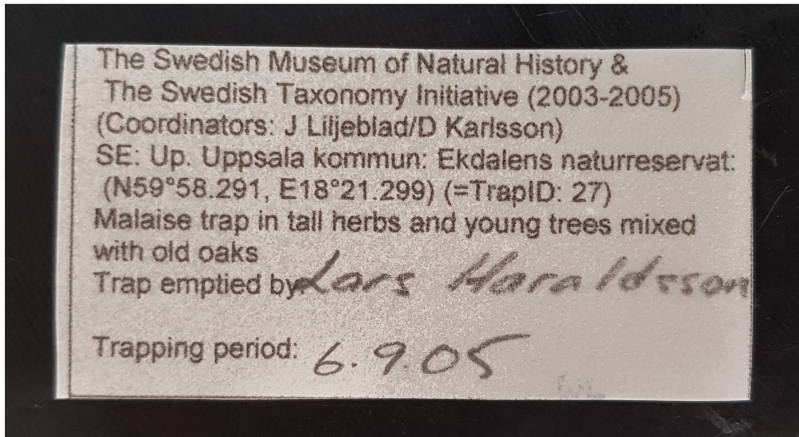 The Swedish Museum of Natural History &
The Swedish Taxonomy Initiative (2003-2005)
(Coordinators: J Liljeblad/D Karlsson)
SE: Up. Uppsala kommun: Ekdalens naturreservat:
(N59°58.291, E18°21.299) (=TrapID: 27)
Malaise trap in tall herbs and young trees mixed
with old oaks
Trap emptied by: Lars Haraldsson
Trapping period: 6.9.05